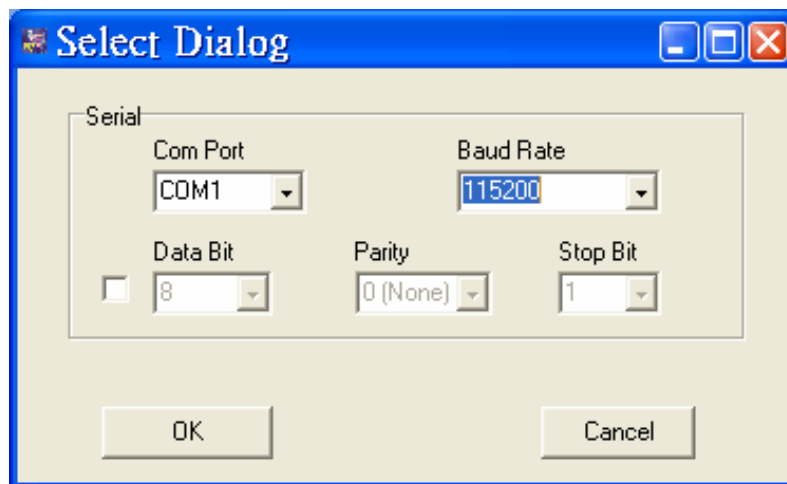 Select Dialog
Serial
Com Port Baud Rate
COM1 115200
Data Bit Parity Stop Bit
8 0 (None) 1
OK Cancel